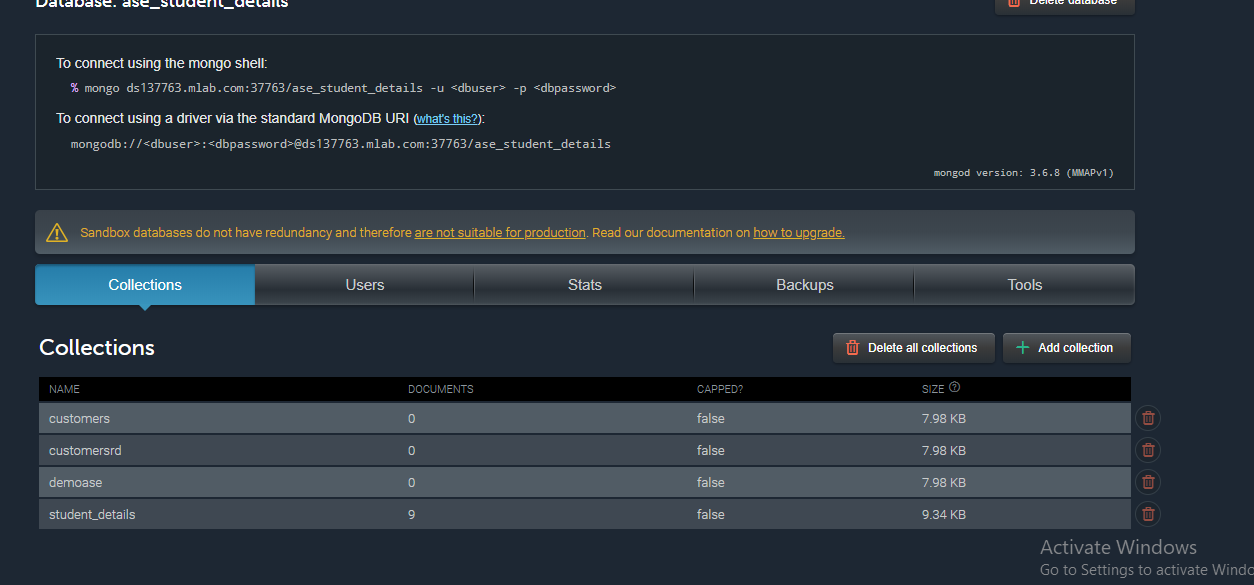 Database: ase_student_details
Delete database
To connect using the mongo shell:
% mongo ds137763.mlab.com:37763/ase_student_details -u <dbuser> -p <dbpassword>
To connect using a driver via the standard MongoDB URI (what's this?):
mongodb://<dbuser>:<dbpassword>@ds137763.mlab.com:37763/ase_student_details
mongod version: 3.6.8 (MMAPv1)
Sandbox databases do not have redundancy and therefore are not suitable for production. Read our documentation on how to upgrade.
Collections Users Stats Backups Tools
Collections
Delete all collections
Add collection
NAME DOCUMENTS CAPPED? SIZE ?
customers 0 false 7.98 KB
customersrd 0 false 7.98 KB
demoase 0 false 7.98 KB
student_details 9 false 9.34 KB
Activate Windows
Go to Settings to activate Windo